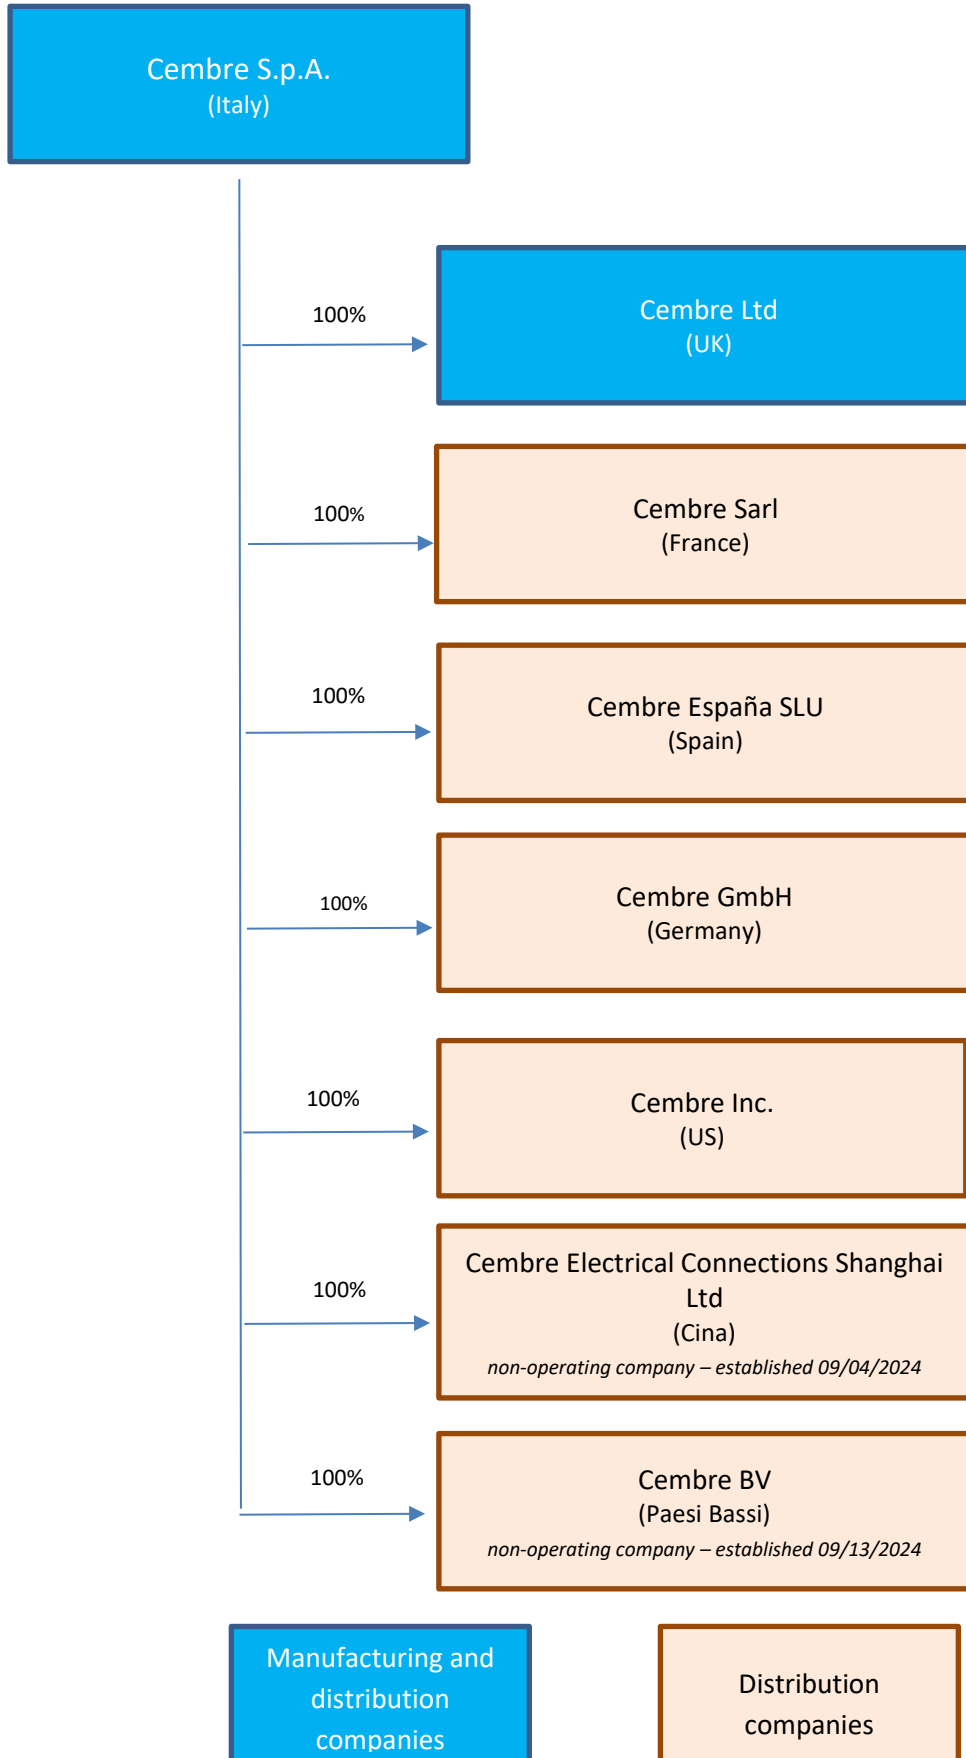 Cembre S.p.A.
(Italy)
100%
Cembre Ltd
(UK)
100%
Cembre Sarl
(France)
100%
Cembre España SLU
(Spain)
100%
Cembre GmbH
(Germany)
100%
Cembre Inc.
(US)
100%
Cembre Electrical Connections Shanghai
Ltd
(Cina)
non-operating company – established 09/04/2024
100%
Cembre BV
(Paesi Bassi)
non-operating company – established 09/13/2024
Manufacturing and
distribution
companies
Distribution
companies